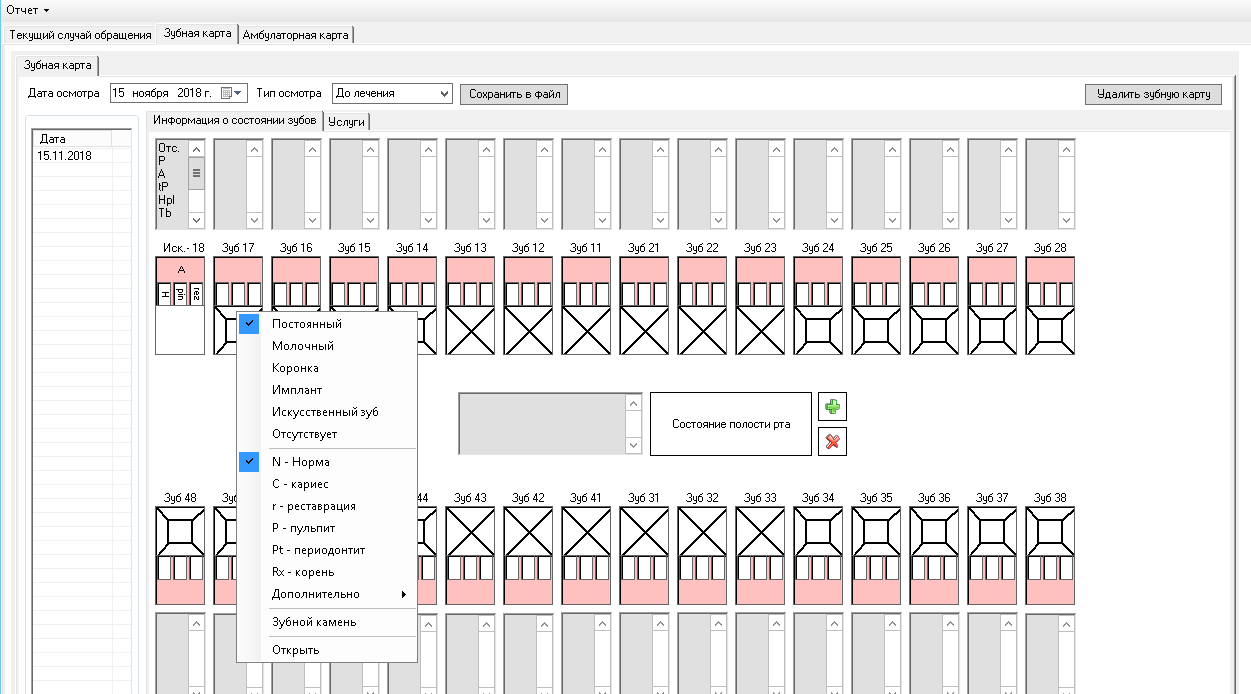 Отчет
Текущий случай обращения Зубная карта Амбулаторная карта
Зубная карта
Дата осмотра 15 ноября 2018 г. Тип осмотра До лечения Сохранить в файл Удалить зубную карту
Информация о состоянии зубов Услуги
Дата
15.11.2018
Отс.
P
A
tP
Hpl
Tb
Иск.- 18 Зуб 17 Зуб 16 Зуб 15 Зуб 14 Зуб 13 Зуб 12 Зуб 11 Зуб 21 Зуб 22 Зуб 23 Зуб 24 Зуб 25 Зуб 26 Зуб 27 Зуб 28
A
H pin rez
Постоянный
Молочный
Коронка
Имплант
Искусственный зуб
Отсутствует
N - Норма
C - кариес
r - реставрация
P - пульпит
Pt - периодонтит
Rx - корень
Дополнительно
Зубной камень
Открыть
Состояние полости рта
Зуб 48 Зу 44 Зуб 43 Зуб 42 Зуб 41 Зуб 31 Зуб 32 Зуб 33 Зуб 34 Зуб 35 Зуб 36 Зуб 37 Зуб 38